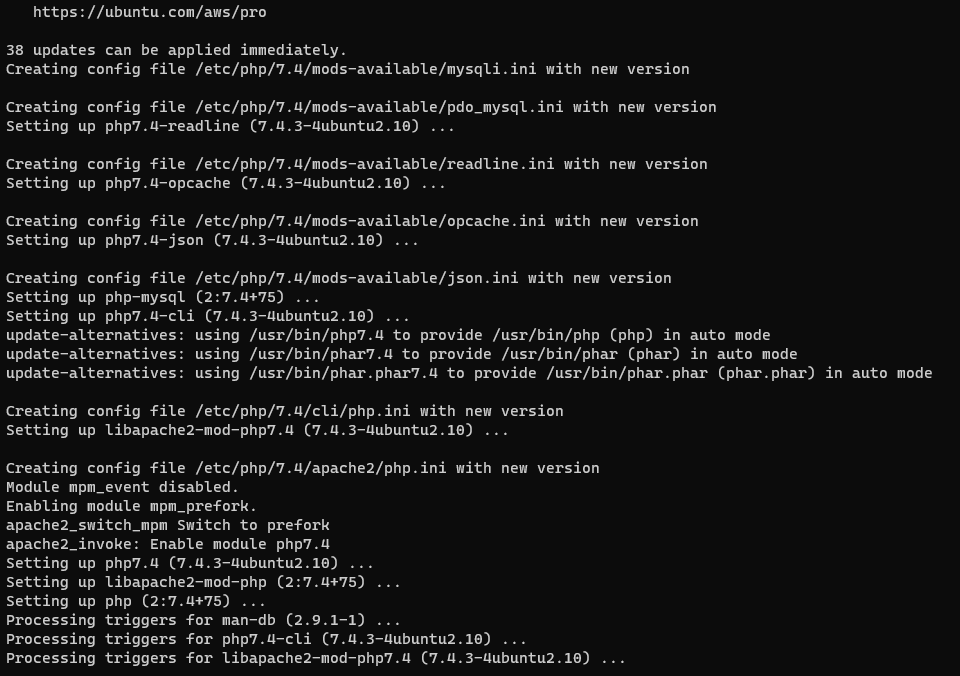 https://ubuntu.com/aws/pro
38 updates can be applied immediately.
Creating config file /etc/php/7.4/mods-available/mysqli.ini with new version
Creating config file /etc/php/7.4/mods-available/pdo_mysql.ini with new version
Setting up php7.4-readline (7.4.3-4ubuntu2.10) ...
Creating config file /etc/php/7.4/mods-available/readline.ini with new version
Setting up php7.4-opcache (7.4.3-4ubuntu2.10) ...
Creating config file /etc/php/7.4/mods-available/opcache.ini with new version
Setting up php7.4-json (7.4.3-4ubuntu2.10) ...
Creating config file /etc/php/7.4/mods-available/json.ini with new version
Setting up php-mysql (2:7.4+75) ...
Setting up php7.4-cli (7.4.3-4ubuntu2.10) ...
update-alternatives: using /usr/bin/php7.4 to provide /usr/bin/php (php) in auto mode
update-alternatives: using /usr/bin/phar7.4 to provide /usr/bin/phar (phar) in auto mode
update-alternatives: using /usr/bin/phar.phar7.4 to provide /usr/bin/phar.phar (phar.phar) in auto mode
Creating config file /etc/php/7.4/cli/php.ini with new version
Setting up libapache2-mod-php7.4 (7.4.3-4ubuntu2.10) ...
Creating config file /etc/php/7.4/apache2/php.ini with new version
Module mpm_event disabled.
Enabling module mpm_prefork.
apache2_switch_mpm Switch to prefork
apache2_invoke: Enable module php7.4
Setting up php7.4 (7.4.3-4ubuntu2.10) ...
Setting up libapache2-mod-php (2:7.4+75) ...
Setting up php (2:7.4+75) ...
Processing triggers for man-db (2.9.1-1) ...
Processing triggers for php7.4-cli (7.4.3-4ubuntu2.10) ...
Processing triggers for libapache2-mod-php7.4 (7.4.3-4ubuntu2.10) ...